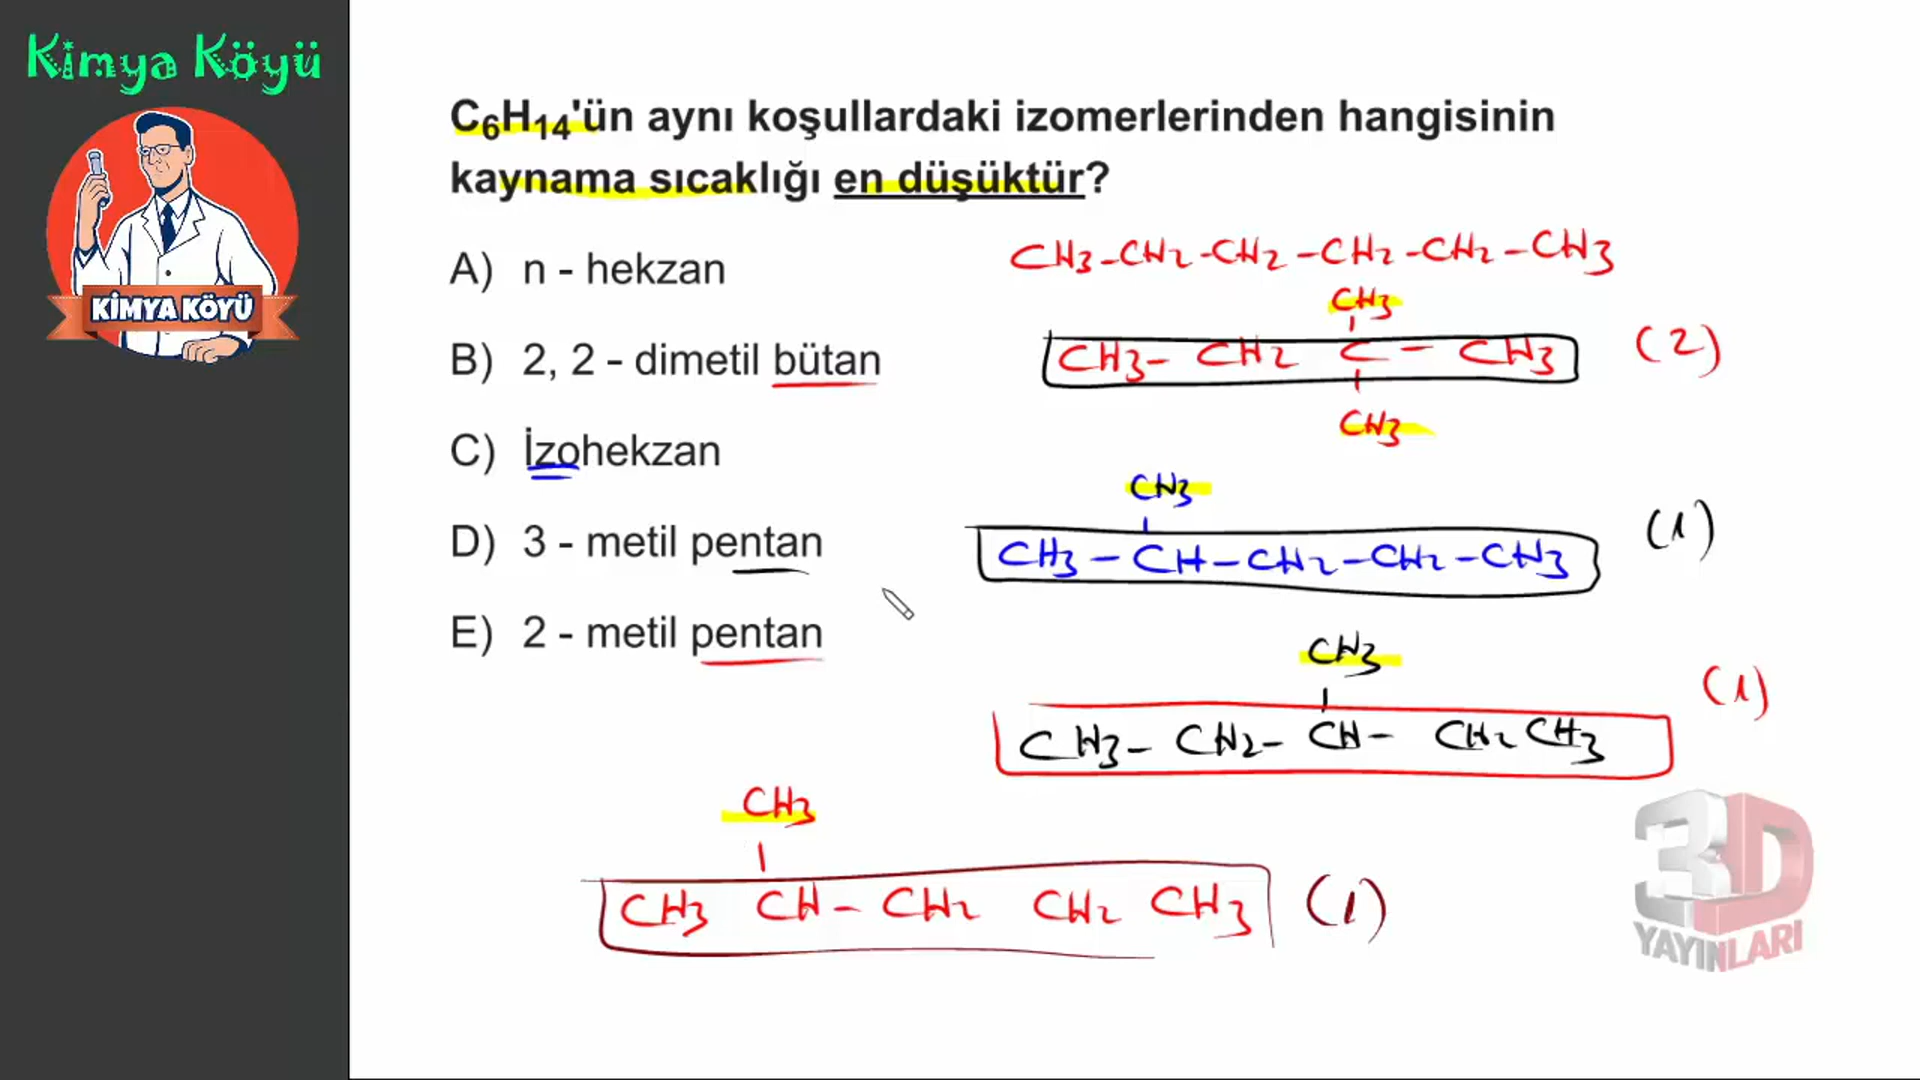 Kimya Köyü
KİMYA KÖYÜ
C6H14'ün aynı koşullardaki izomerlerinden hangisinin
kaynama sıcaklığı en düşüktür?
A) n - hekzan
B) 2, 2 - dimetil bütan
C) İzohekzan
D) 3 - metil pentan
E) 2 - metil pentan
CH3-CH2-CH2-CH2-CH2-CH3
CH3
CH3- CH2 C - CH3 (2)
CH3
CH3
CH3-CH-CH2-CH2-CH3 (1)
CH3
CH3- CH2- CH- CH2 CH3 (1)
CH3
CH3 CH- CH2 CH2 CH3 (1)
3D
YAYINLARI